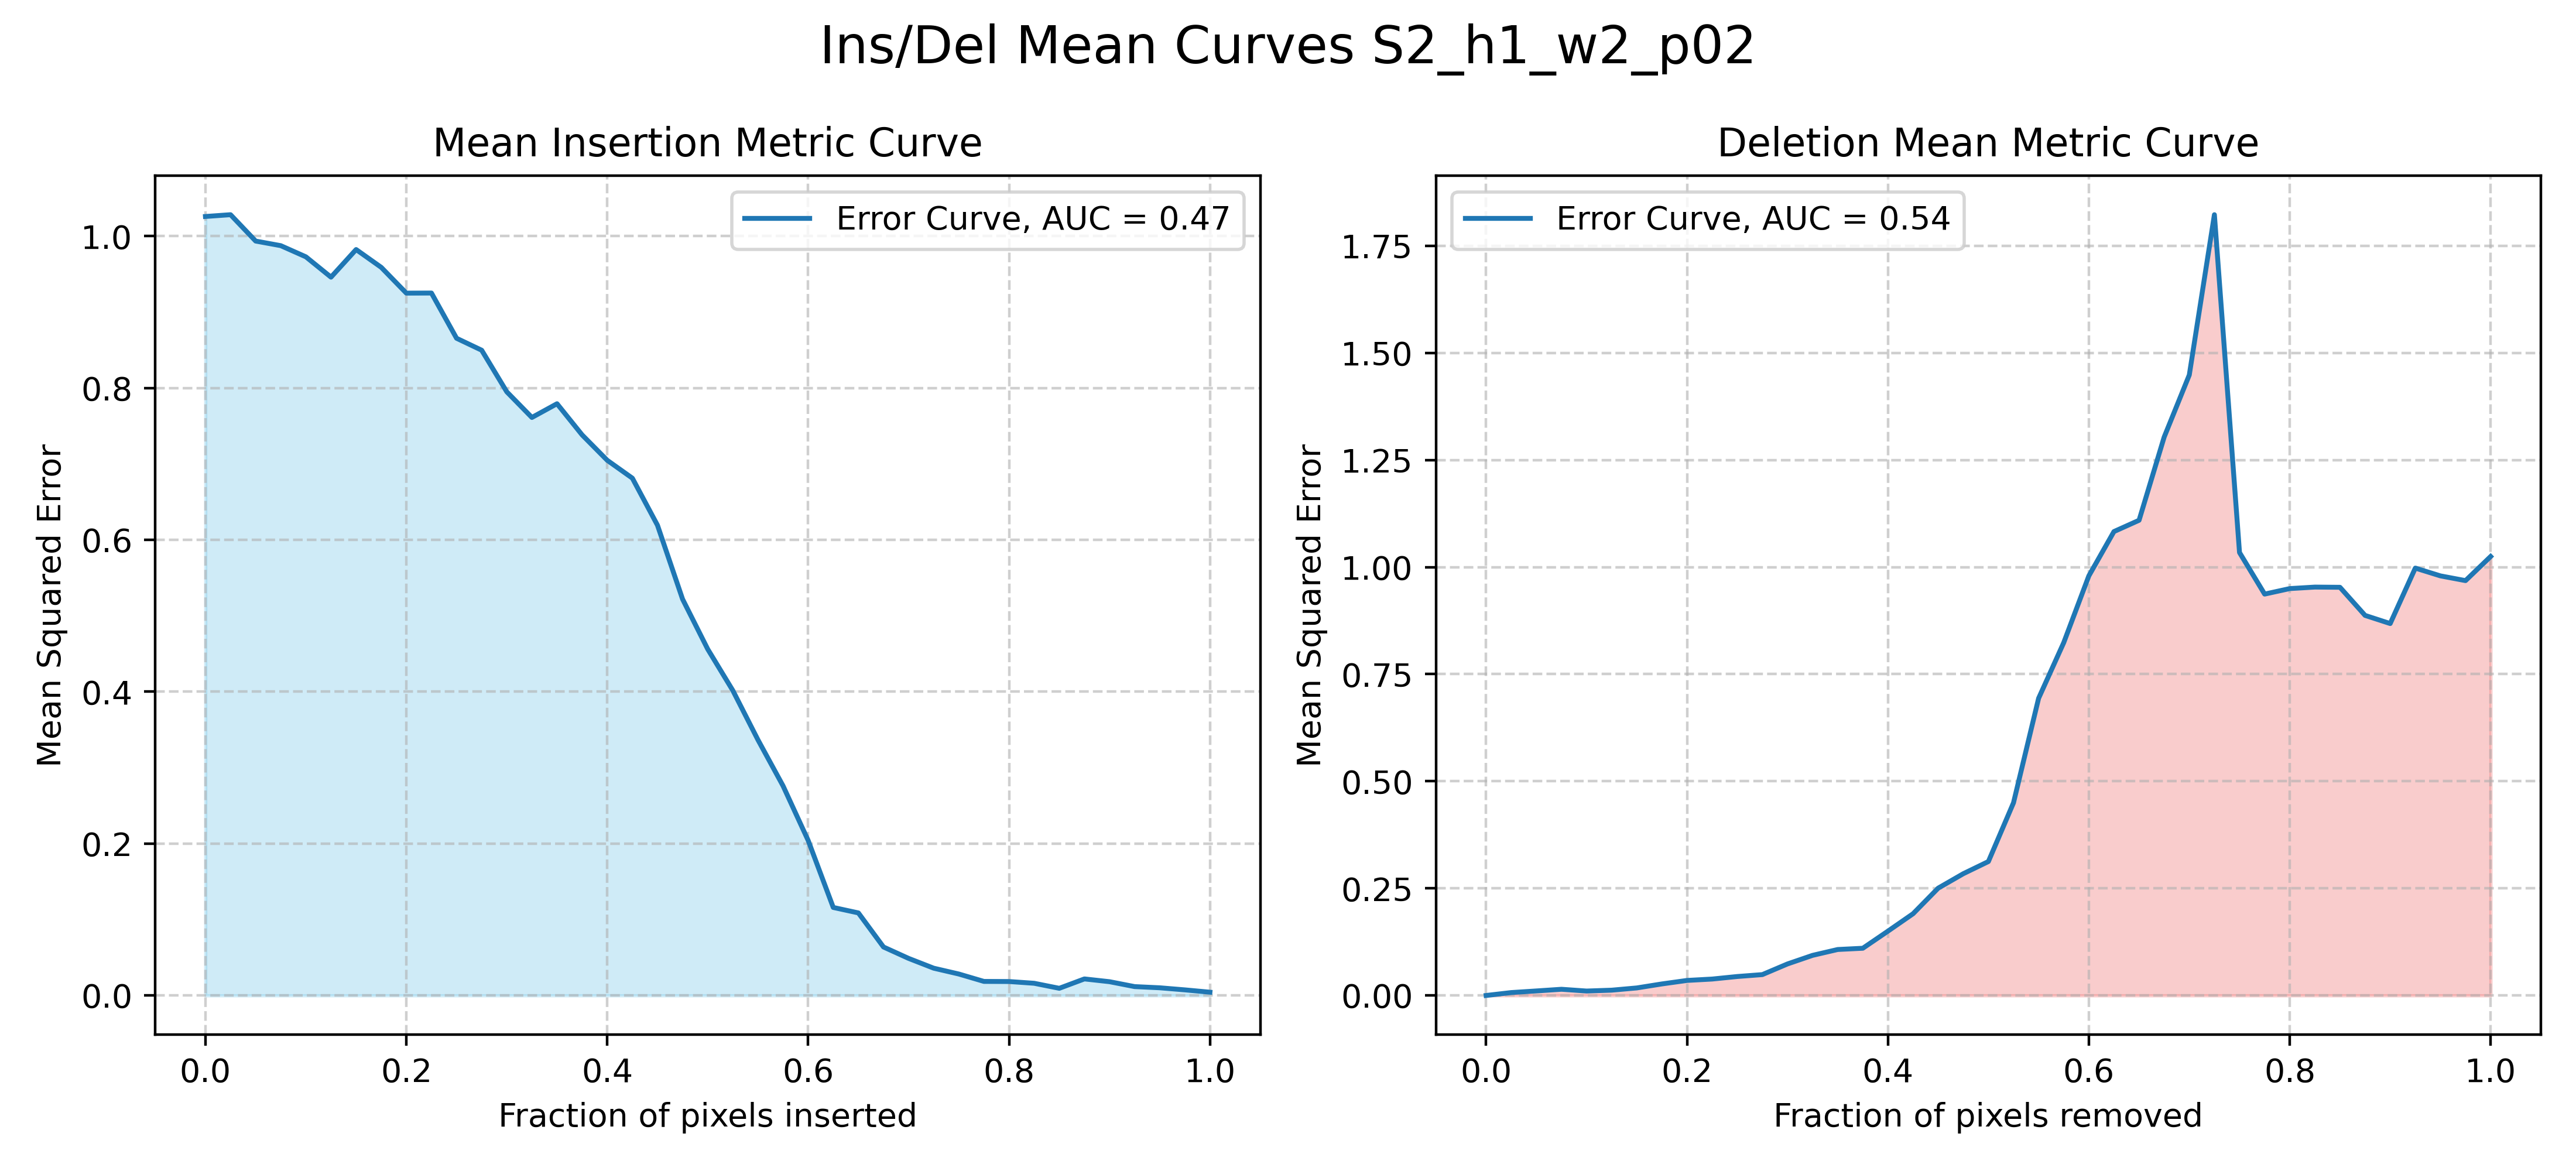 Ins/Del Mean Curves S2_h1_w2_p02
Mean Insertion Metric Curve
Error Curve, AUC = 0.47
Mean Squared Error
1.0
0.8
0.6
0.4
0.2
0.0
0.0 0.2 0.4 0.6 0.8 1.0
Fraction of pixels inserted
Deletion Mean Metric Curve
Error Curve, AUC = 0.54
Mean Squared Error
1.75
1.50
1.25
1.00
0.75
0.50
0.25
0.00
0.0 0.2 0.4 0.6 0.8 1.0
Fraction of pixels removed